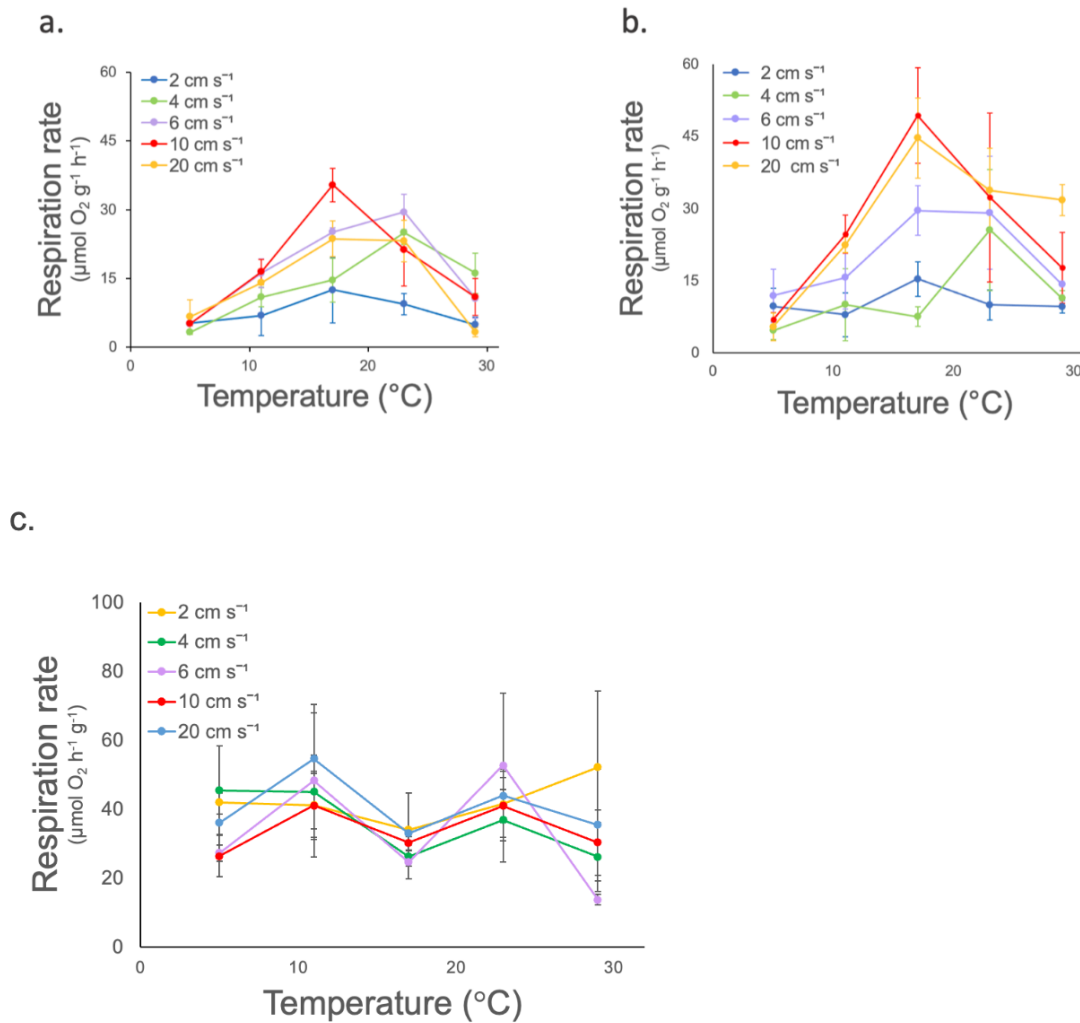 a.
60
45
30
15
0
Respiration rate
(µmol O₂ g⁻¹ h⁻¹)
2 cm s⁻¹
4 cm s⁻¹
6 cm s⁻¹
10 cm s⁻¹
20 cm s⁻¹
0
10
20
30
Temperature (°C)
b.
60
45
30
15
0
Respiration rate
(µmol O₂ g⁻¹ h⁻¹)
2 cm s⁻¹
4 cm s⁻¹
6 cm s⁻¹
10 cm s⁻¹
20 cm s⁻¹
0
10
20
30
Temperature (°C)
c.
100
80
60
40
20
0
Respiration rate
(µmol O₂ h⁻¹ g⁻¹)
2 cm s⁻¹
4 cm s⁻¹
6 cm s⁻¹
10 cm s⁻¹
20 cm s⁻¹
0
10
20
30
Temperature (°C)